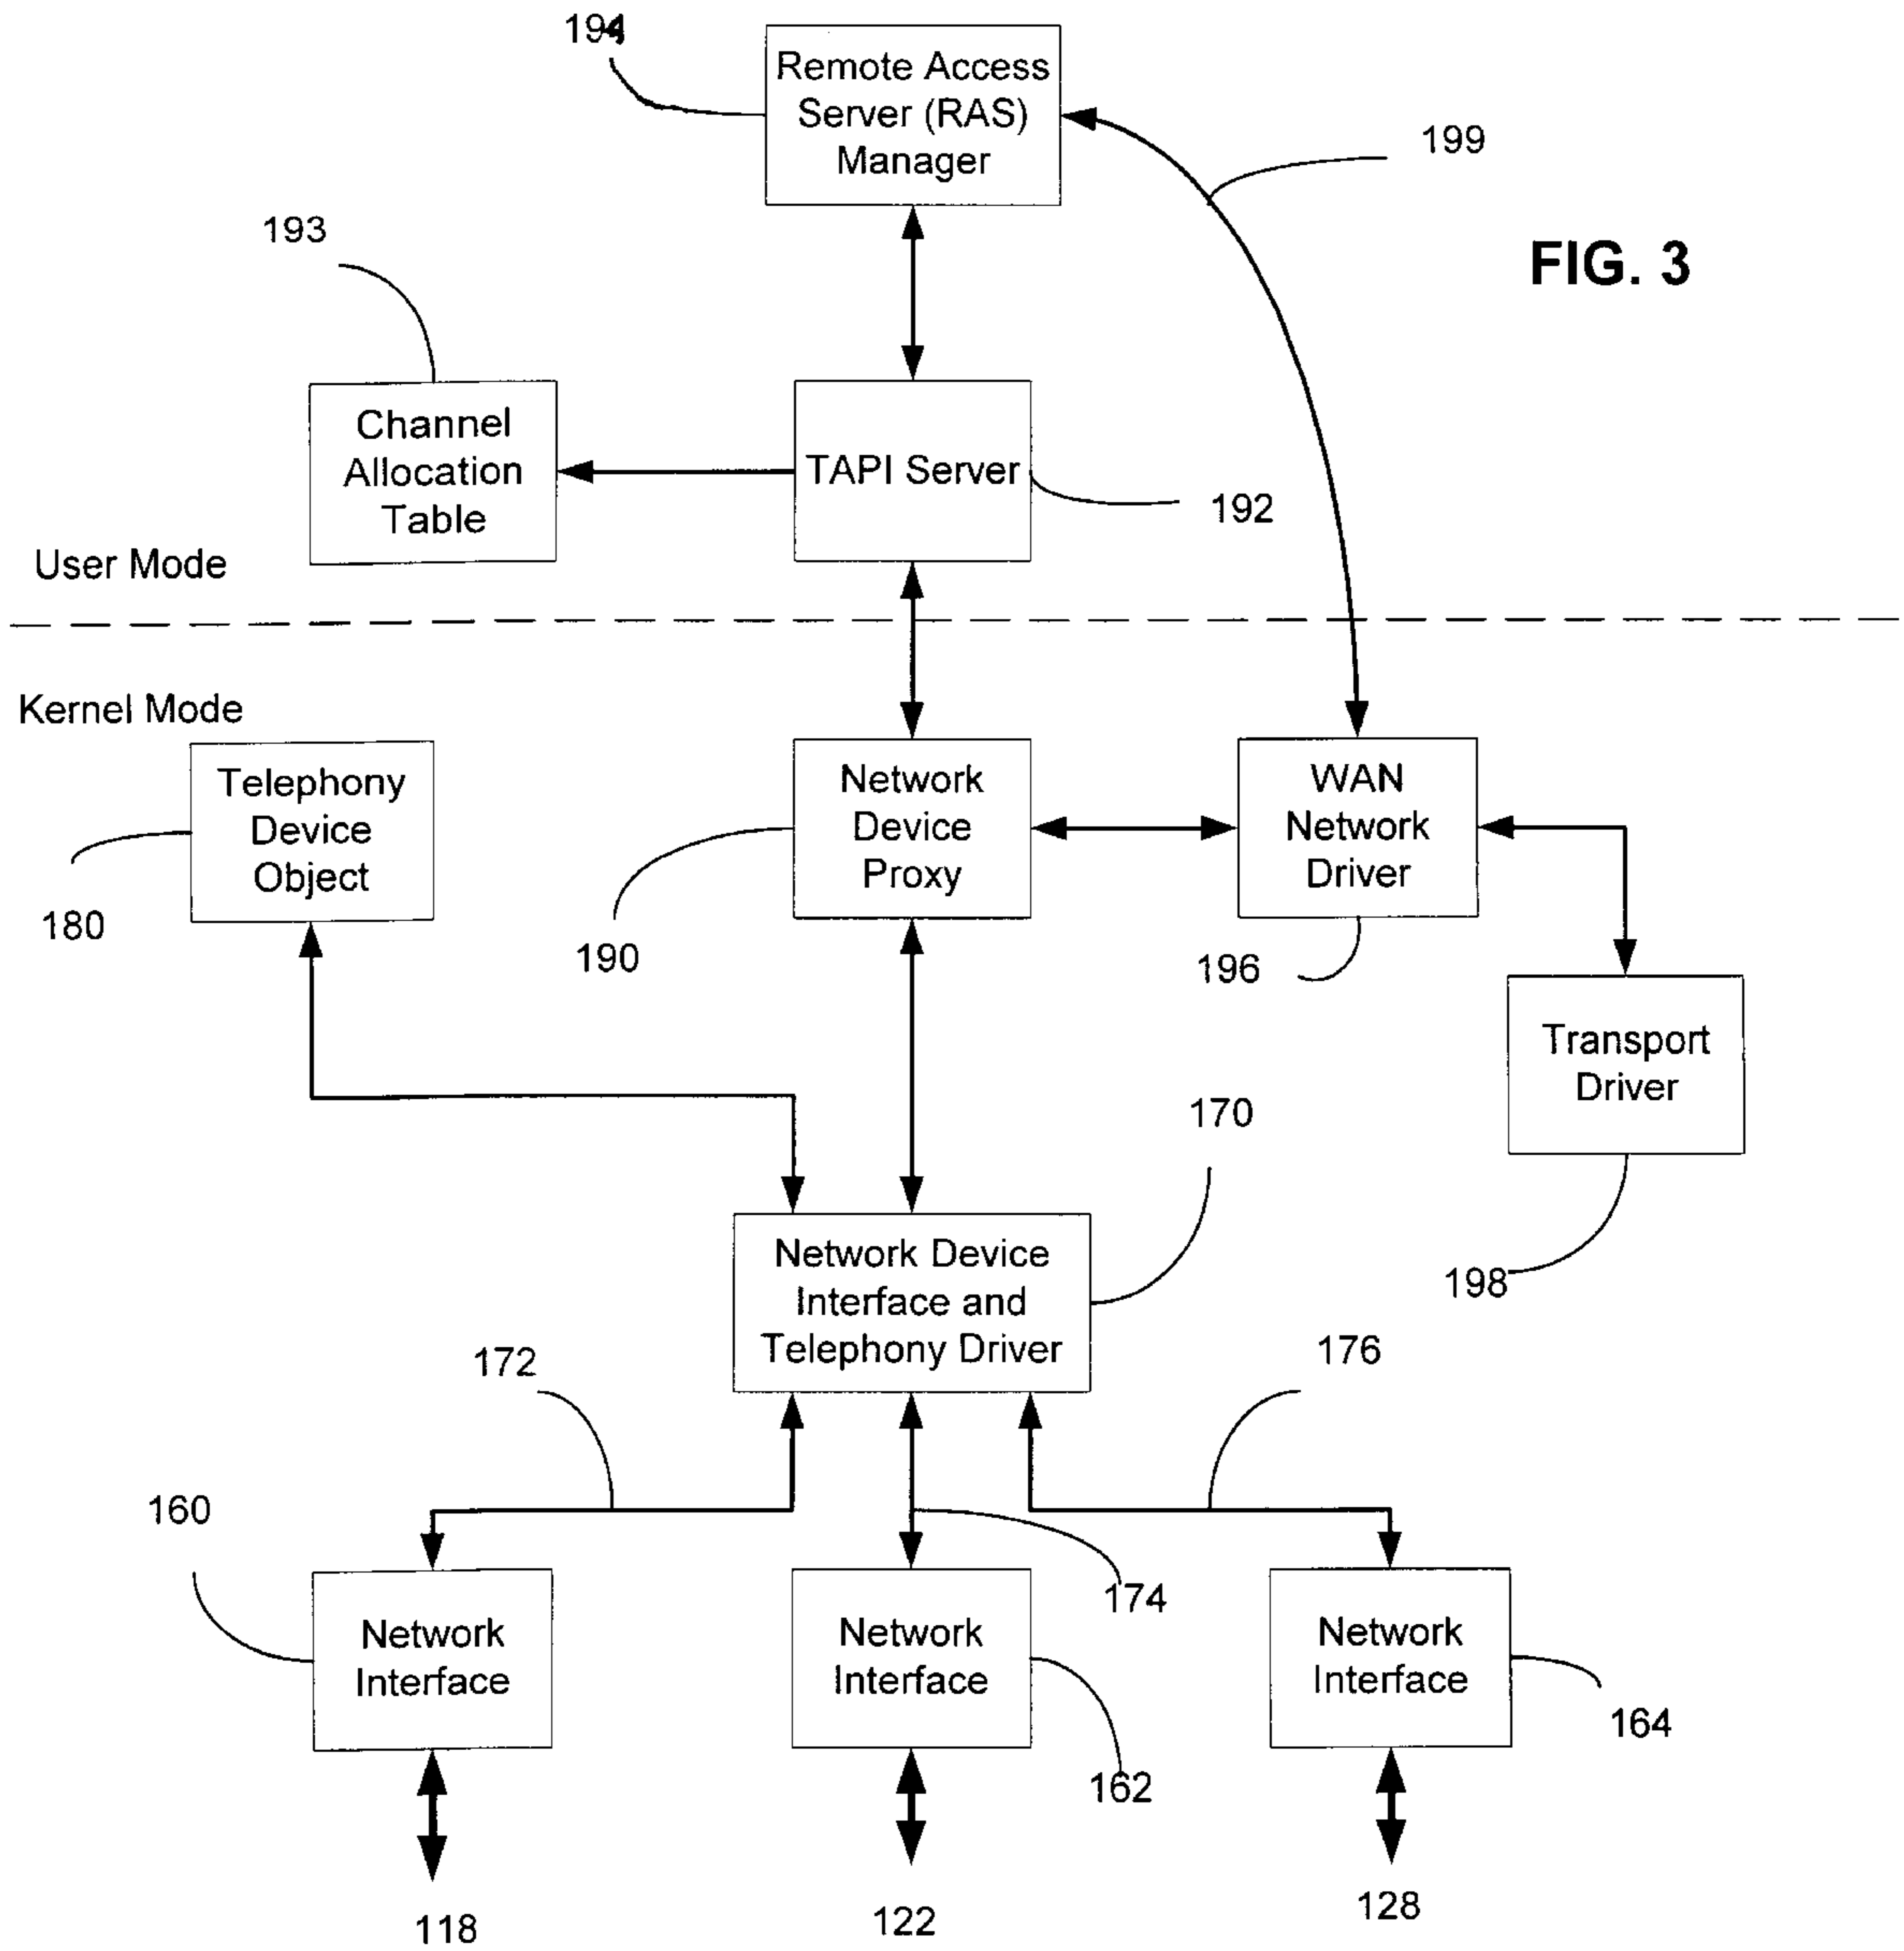 194
Remote Access
Server (RAS)
Manager
199
193
FIG. 3
Channel
Allocation
Table
TAPI Server
192
User Mode
Kernel Mode
Telephony
Device
Object
Network
Device
Proxy
WAN
Network
Driver
180
190
196
Transport
Driver
170
Network Device
Interface and
Telephony Driver
198
172
176
160
174
Network
Interface
Network
Interface
Network
Interface
164
162
118
122
128